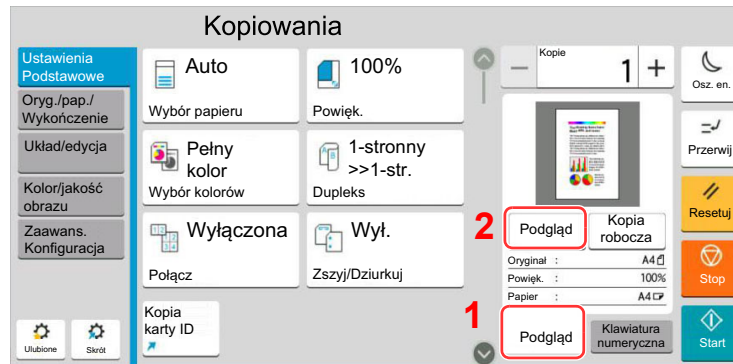 Kopiowania
Ustawienia
Podstawowe
Oryg./pap./
Wykończenie
Układ/edycja
Kolor/jakość
obrazu
Zaawans.
Konfiguracja
Ulubione
Skrót
Auto
Wybór papieru
100%
Powięk.
Pełny
kolor
Wybór kolorów
1-stronny
>>1-str.
Dupleks
Wyłączona
Połącz
Wył.
Zszyj/Dziurkuj
Kopia
karty ID
Kopie
1
2
Podgląd
Kopia
robocza
Oryginał : A4
Powięk. : 100%
Papier : A4
1
Podgląd
Klawiatura
numeryczna
Osz. en.
Przerwij
Resetuj
Stop
Start